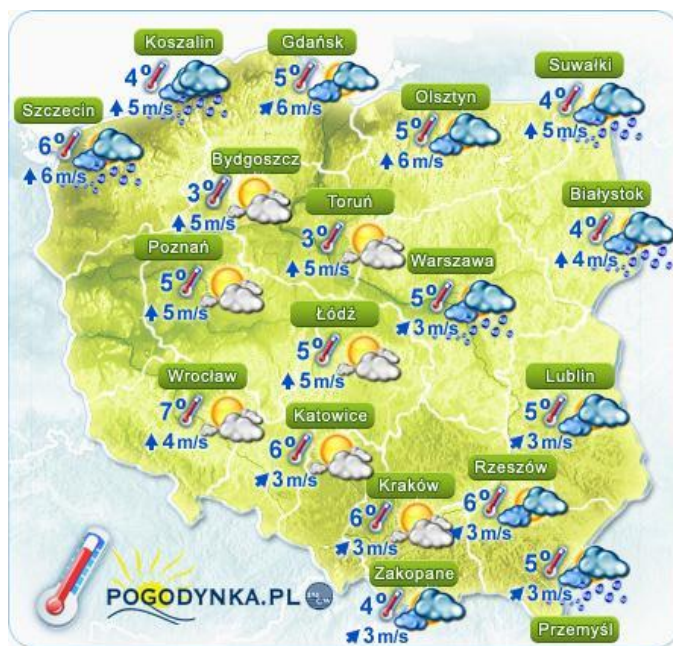 Koszalin
4°
5 m/s
Gdańsk
5°
6 m/s
Suwałki
4°
5 m/s
Szczecin
6°
6 m/s
Olsztyn
5°
6 m/s
Bydgoszcz
3°
5 m/s
Toruń
3°
5 m/s
Białystok
4°
4 m/s
Poznań
5°
5 m/s
Warszawa
5°
3 m/s
Łódź
5°
5 m/s
Wrocław
7°
4 m/s
Katowice
6°
3 m/s
Lublin
5°
3 m/s
Kraków
6°
3 m/s
Rzeszów
6°
3 m/s
Zakopane
4°
3 m/s
5°
3 m/s
Przemyśl
POGODYNKA.PL